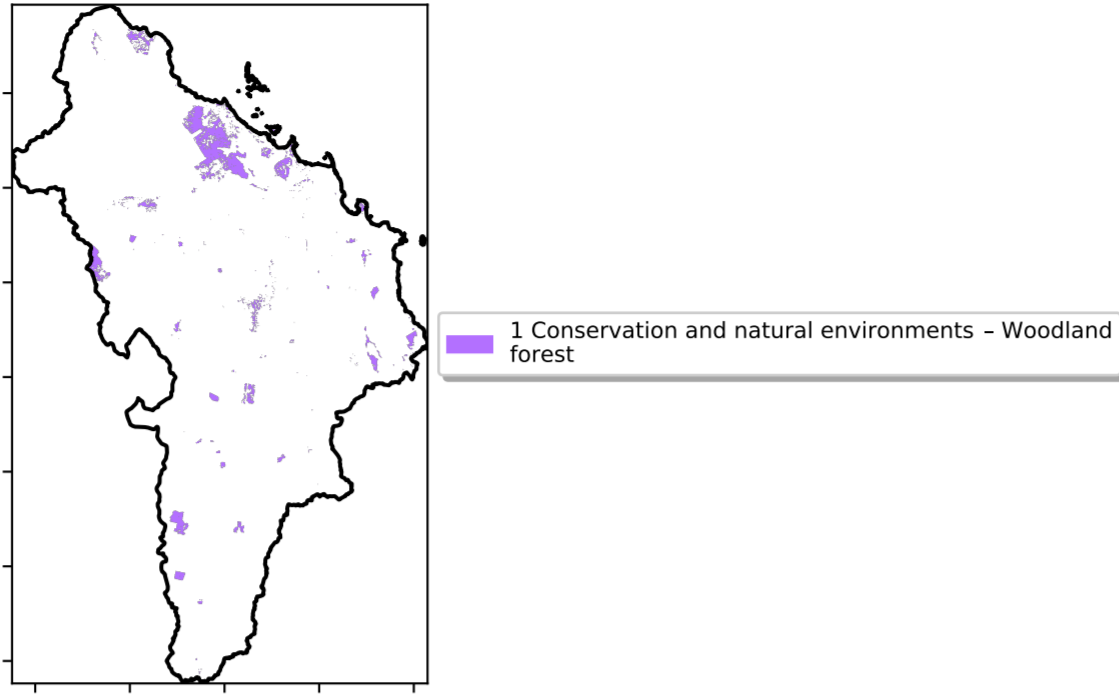 1 Conservation and natural environments – Woodland
forest